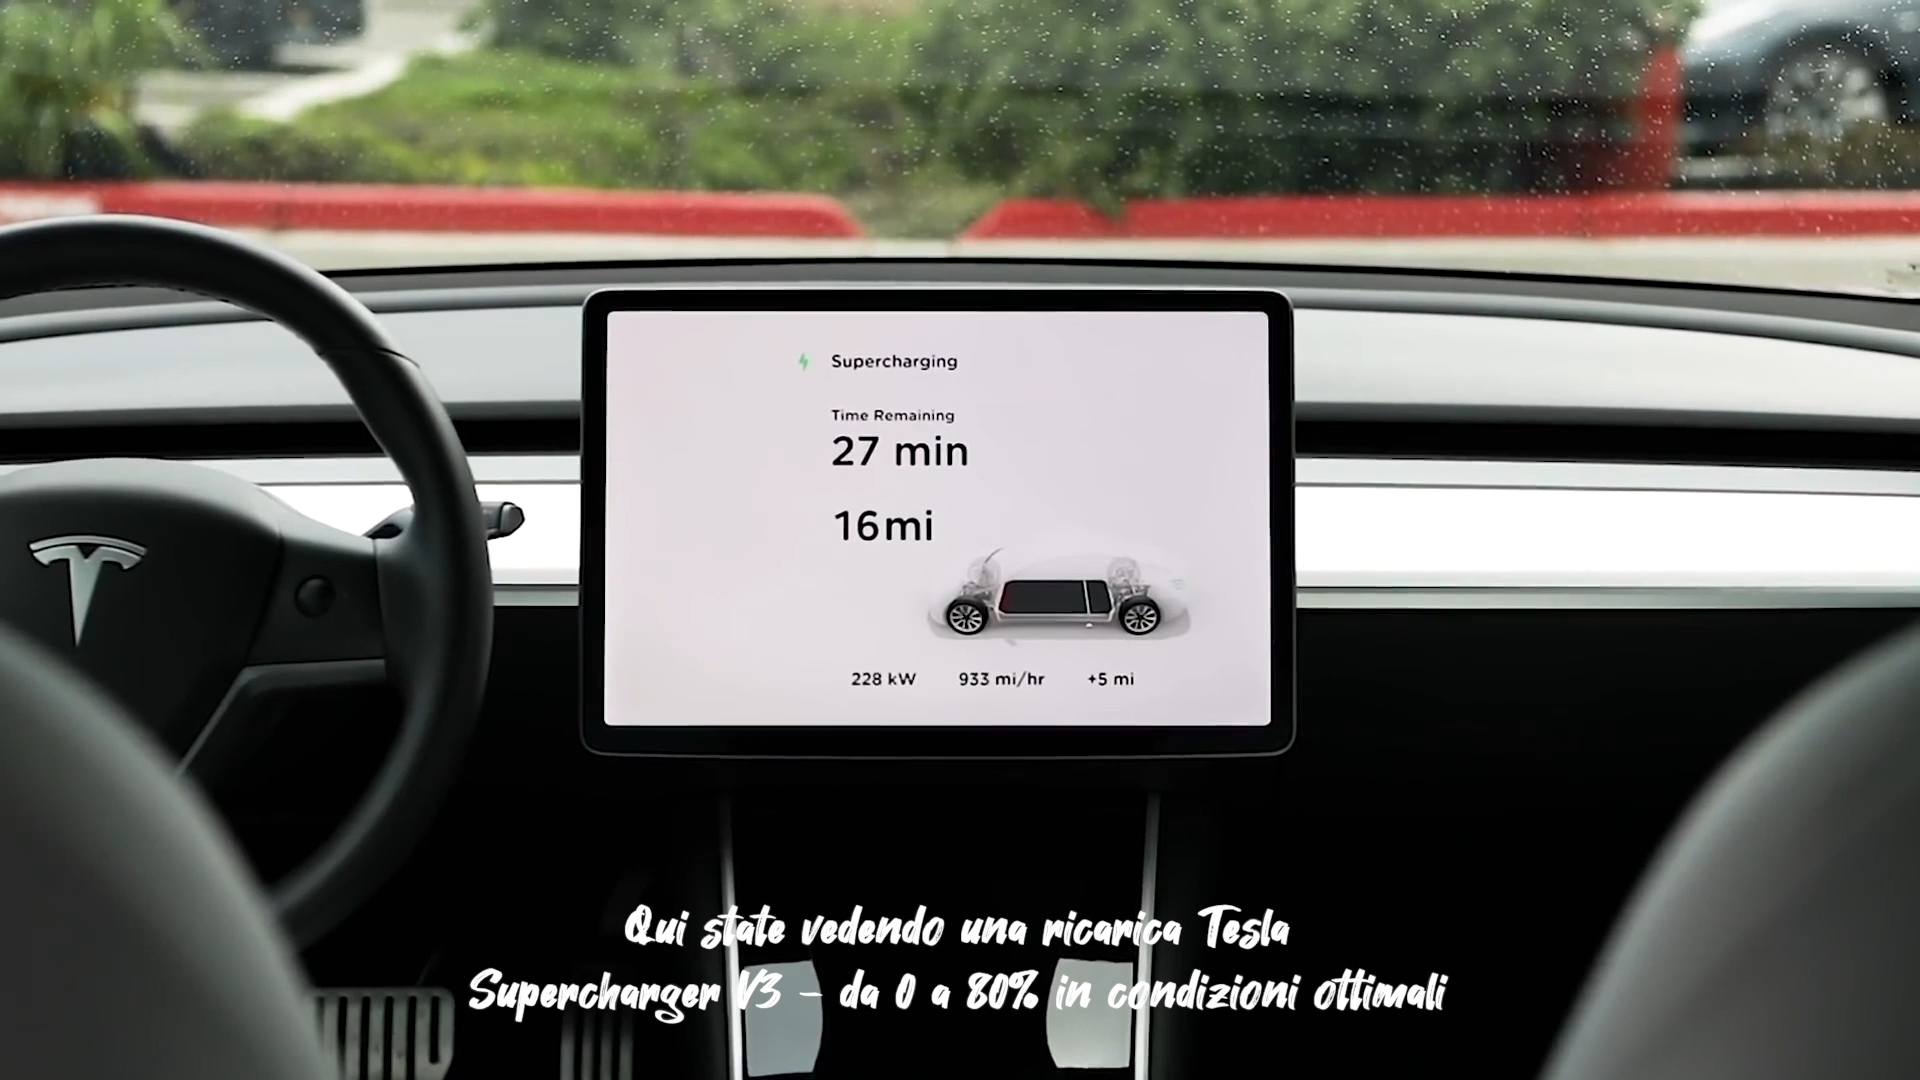 Supercharging
Time Remaining
27 min
16mi
228 kW 933 mi/hr +5 mi
Qui state vedendo una ricarica Tesla
Supercharger V3 – da 0 a 80% in condizioni ottimali